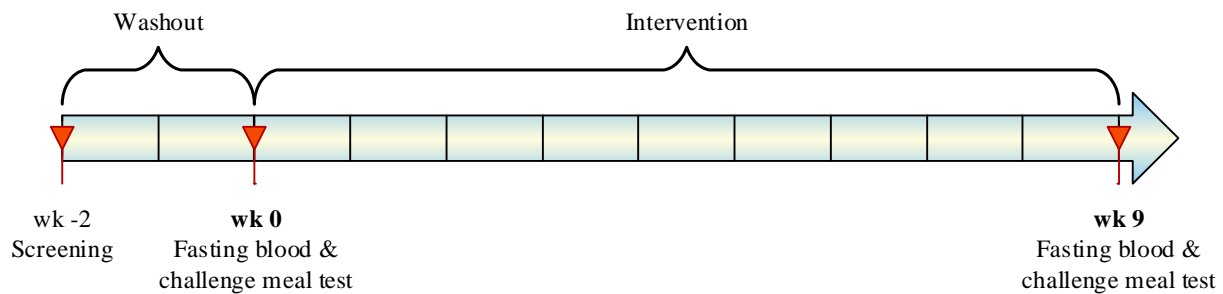 Washout
Intervention
wk -2
Screening
wk 0
Fasting blood &
challenge meal test
wk 9
Fasting blood &
challenge meal test